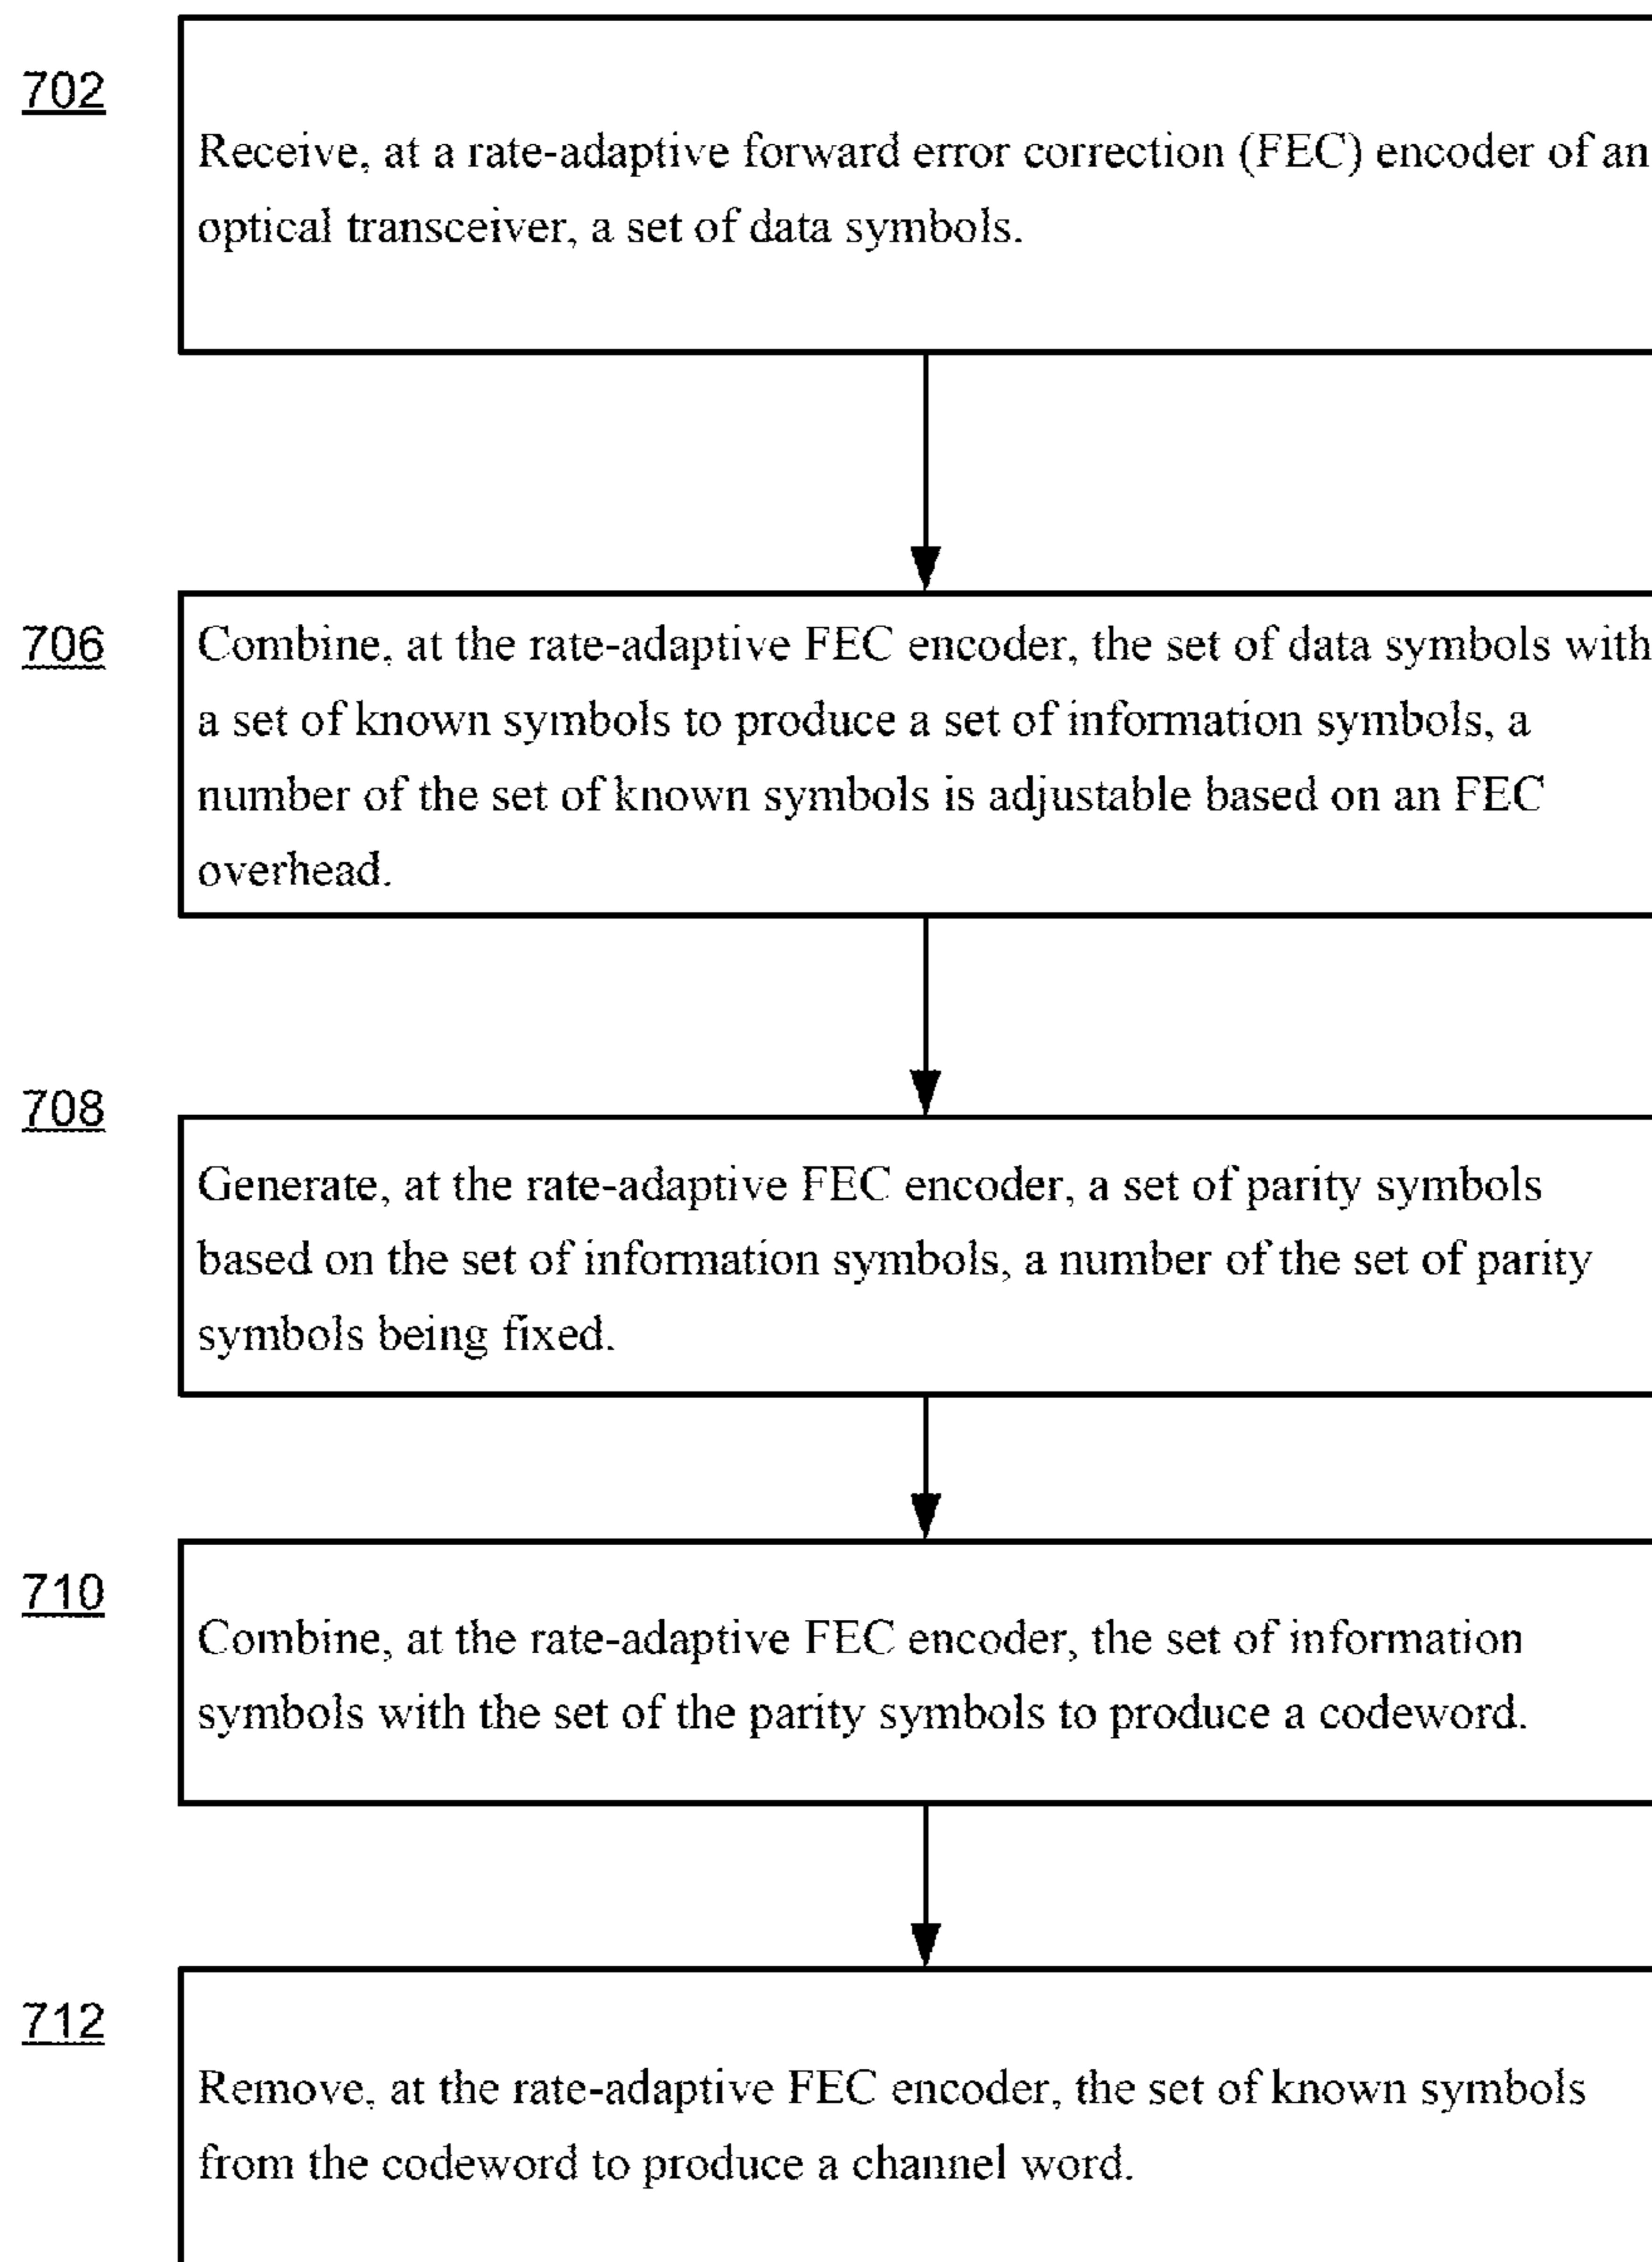 702
Receive, at a rate-adaptive forward error correction (FEC) encoder of an
optical transceiver, a set of data symbols.
706
Combine, at the rate-adaptive FEC encoder, the set of data symbols with
a set of known symbols to produce a set of information symbols, a
number of the set of known symbols is adjustable based on an FEC
overhead.
708
Generate, at the rate-adaptive FEC encoder, a set of parity symbols
based on the set of information symbols, a number of the set of parity
symbols being fixed.
710
Combine, at the rate-adaptive FEC encoder, the set of information
symbols with the set of the parity symbols to produce a codeword.
712
Remove, at the rate-adaptive FEC encoder, the set of known symbols
from the codeword to produce a channel word.